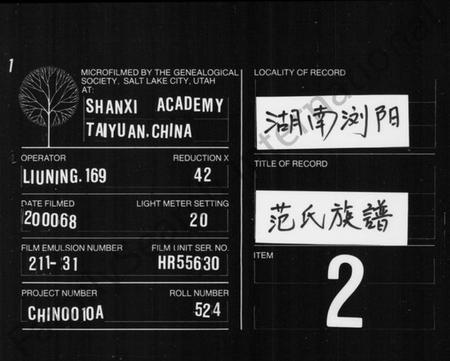 1
MICROFILMED BY THE GENEALOGICAL
SOCIETY, SALT LAKE CITY, UTAH
AT:
SHANXI ACADEMY
TAIYUAN.CHINA
OPERATOR REDUCTION X
LIUNING.169 42
DATE FILMED LIGHT METER SETTING
200068 20
FILM EMULSION NUMBER FILM UNIT SER. NO.
211-31 HR55630
PROJECT NUMBER ROLL NUMBER
CHINO010A 524
LOCALITY OF RECORD
湖南浏阳
TITLE OF RECORD
范氏族譜
ITEM
2